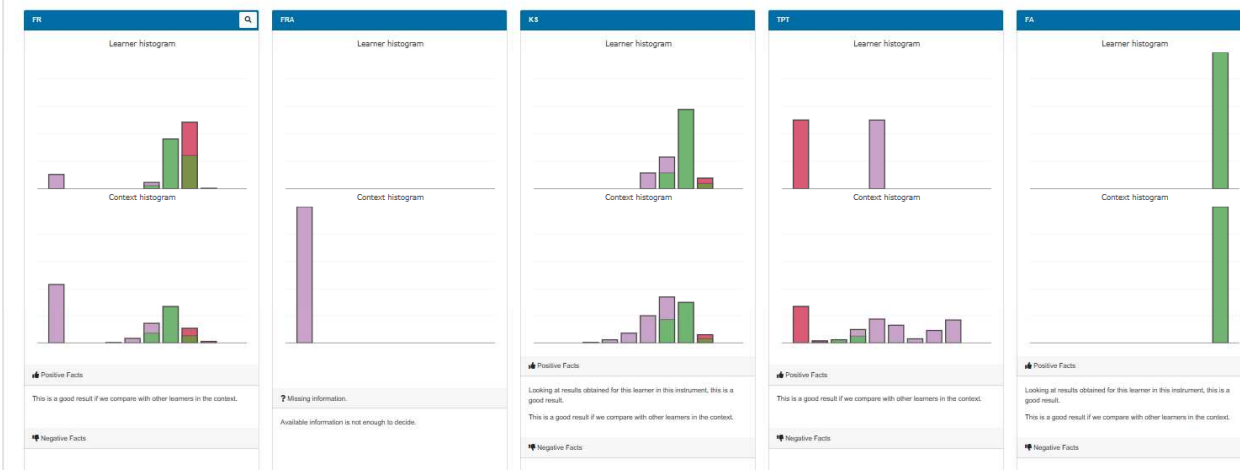 FR
Learner histogram
Context histogram
Positive Facts
This is a good result if we compare with other learners in the context.
Negative Facts
FRA
Learner histogram
Context histogram
? Missing information.
Available information is not enough to decide.
KS
Learner histogram
Context histogram
Positive Facts
Looking at results obtained for this learner in this instrument, this is a
good result.
This is a good result if we compare with other learners in the context.
Negative Facts
TPT
Learner histogram
Context histogram
Positive Facts
This is a good result if we compare with other learners in the context.
Negative Facts
FA
Learner histogram
Context histogram
Positive Facts
Looking at results obtained for this learner in this instrument, this is a
good result.
This is a good result if we compare with other learners in the context.
Negative Facts